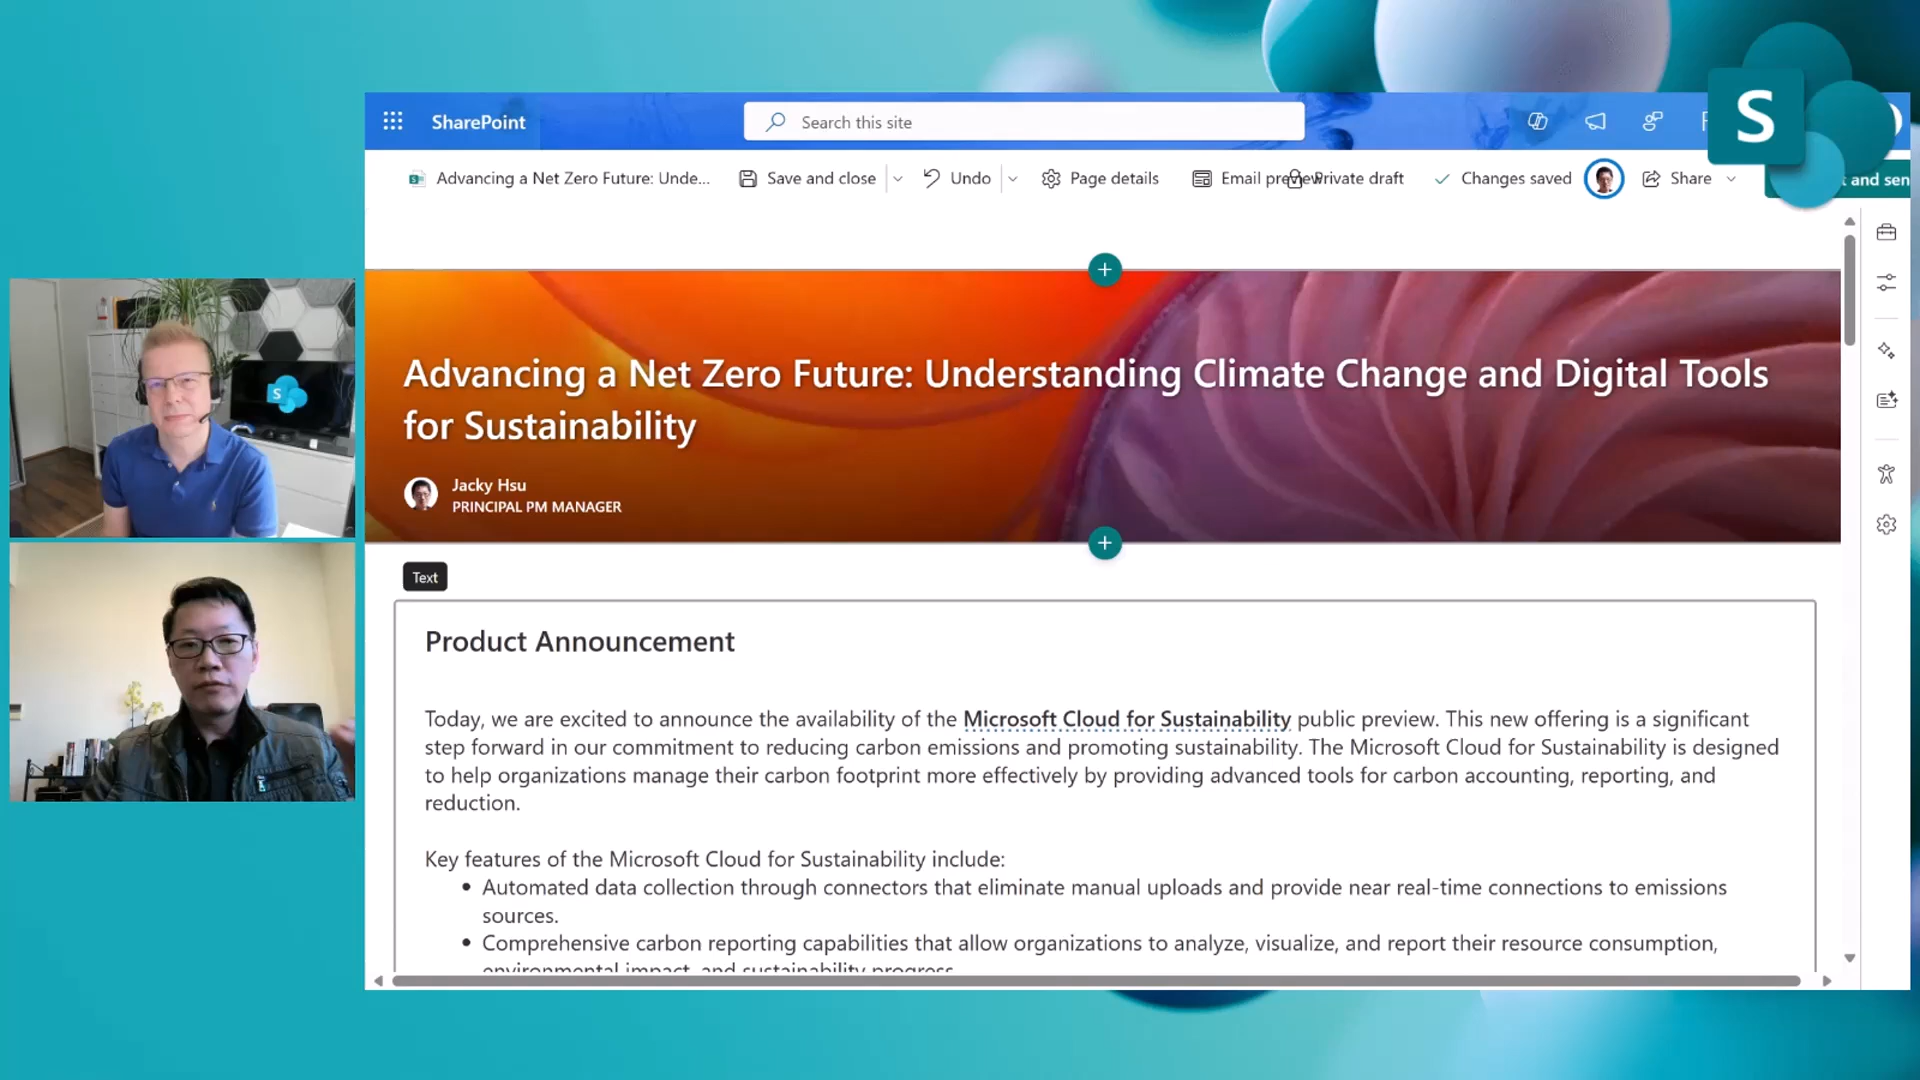 SharePoint
Search this site
S
Advancing a Net Zero Future: Unde...
Save and close
Undo
Page details
Email preview
Private draft
Changes saved
Share
t and sen
Advancing a Net Zero Future: Understanding Climate Change and Digital Tools
for Sustainability
Jacky Hsu
PRINCIPAL PM MANAGER
S
Text
Product Announcement
Today, we are excited to announce the availability of the Microsoft Cloud for Sustainability public preview. This new offering is a significant
step forward in our commitment to reducing carbon emissions and promoting sustainability. The Microsoft Cloud for Sustainability is designed
to help organizations manage their carbon footprint more effectively by providing advanced tools for carbon accounting, reporting, and
reduction.
Key features of the Microsoft Cloud for Sustainability include:
• Automated data collection through connectors that eliminate manual uploads and provide near real-time connections to emissions
sources.
• Comprehensive carbon reporting capabilities that allow organizations to analyze, visualize, and report their resource consumption,
environmental impact, and sustainability progress.